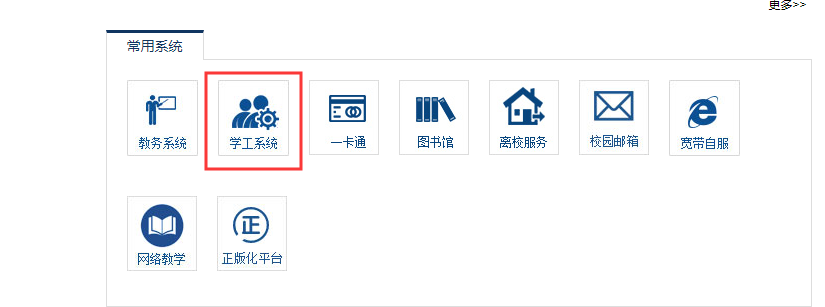 更多>>
常用系统
教务系统
学工系统
一卡通
图书馆
离校服务
校园邮箱
宽带自服
网络教学
正
正版化平台